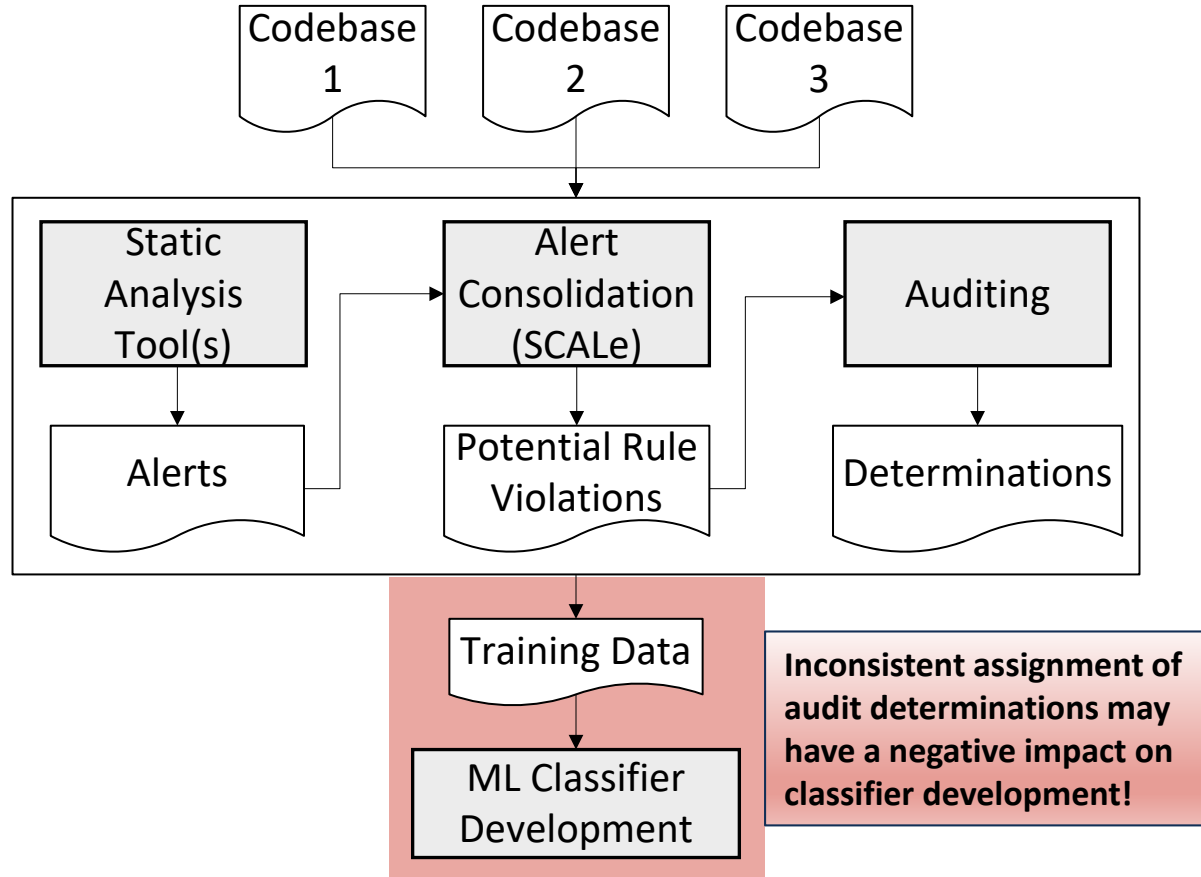 Codebase
1
Codebase
2
Codebase
3
Static
Analysis
Tool(s)
Alert
Consolidation
(SCALe)
Auditing
Alerts
Potential Rule
Violations
Determinations
Training Data
Inconsistent assignment of
audit determinations may
have a negative impact on
classifier development!
ML Classifier
Development